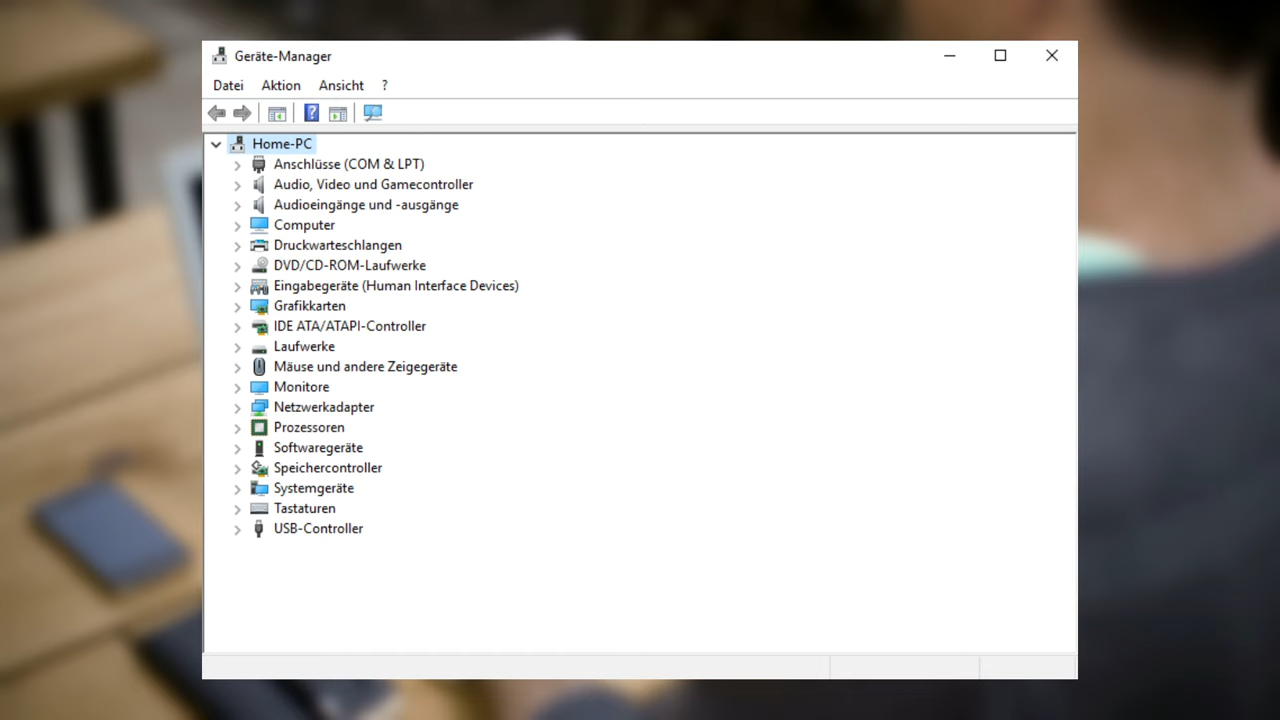 Geräte-Manager
Datei Aktion Ansicht ?
Home-PC
Anschlüsse (COM & LPT)
Audio, Video und Gamecontroller
Audioeingänge und -ausgänge
Computer
Druckwarteschlangen
DVD/CD-ROM-Laufwerke
Eingabegeräte (Human Interface Devices)
Grafikkarten
IDE ATA/ATAPI-Controller
Laufwerke
Mäuse und andere Zeigegeräte
Monitore
Netzwerkadapter
Prozessoren
Softwaregeräte
Speichercontroller
Systemgeräte
Tastaturen
USB-Controller